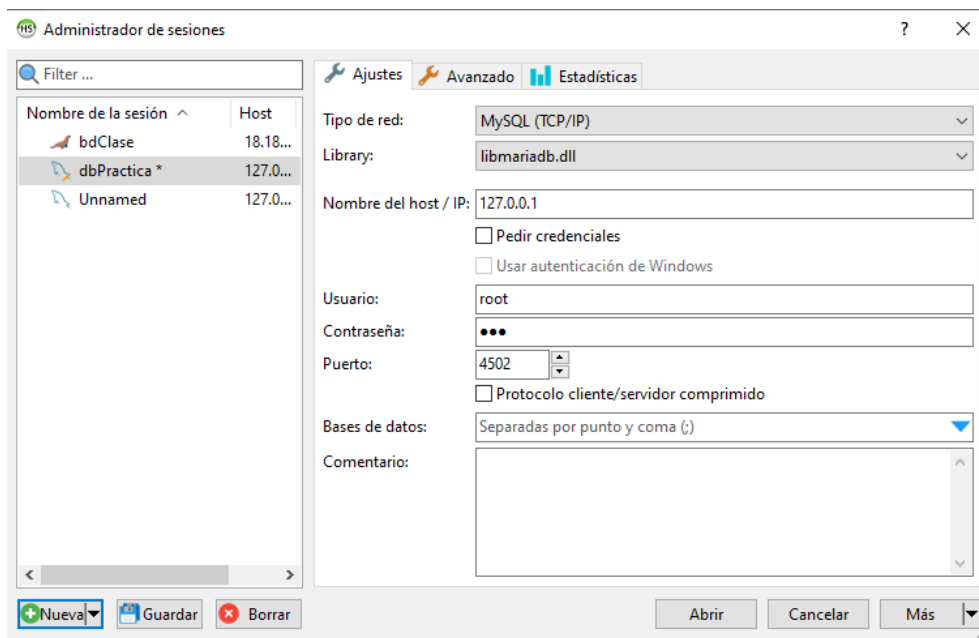 HS Administrador de sesiones ? ×
Filter ...
Nombre de la sesión Host
bdClase 18.18...
dbPractica * 127.0...
Unnamed 127.0...
Ajustes Avanzado Estadísticas
Tipo de red: MySQL (TCP/IP)
Library: libmariadb.dll
Nombre del host / IP: 127.0.0.1
Pedir credenciales
Usar autenticación de Windows
Usuario: root
Contraseña: ●●●
Puerto: 4502
Protocolo cliente/servidor comprimido
Bases de datos: Separadas por punto y coma (;)
Comentario:
Nueva Guardar Borrar Abrir Cancelar Más